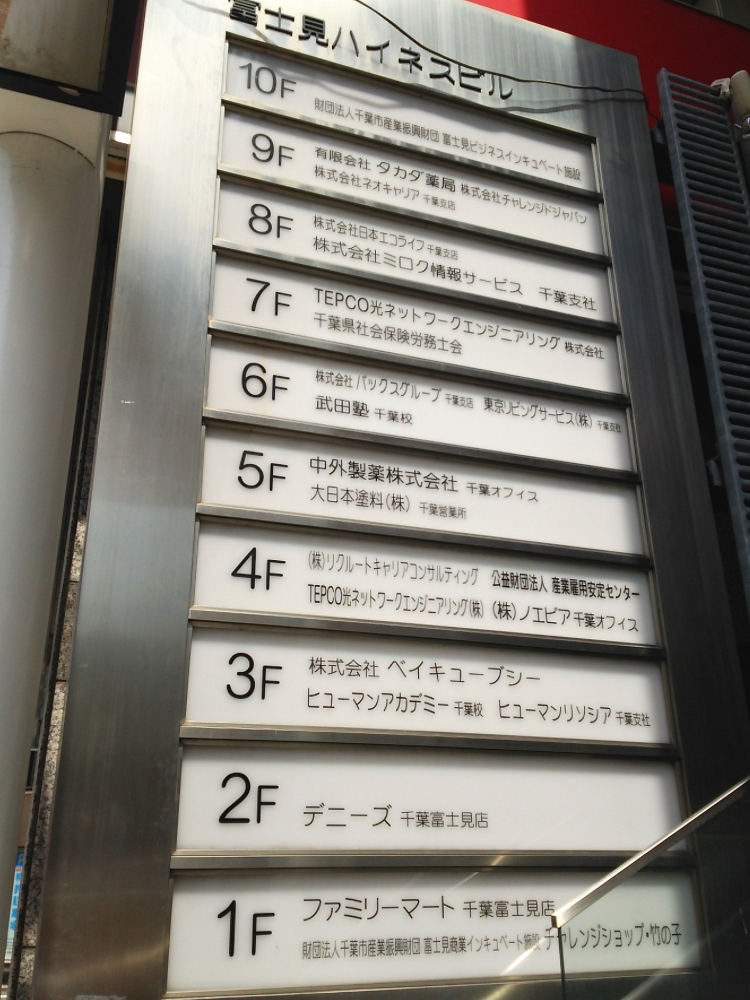 富士見ハイネスビル
10F
財団法人千葉市産業振興財団 富士見ビジネスインキュベート施設
9F
有限会社 タカダ薬局 株式会社チャレンジドジャパン
株式会社ネオキャリア 千葉支店
8F
株式会社日本エコライフ 千葉支店
株式会社ミロク情報サービス 千葉支社
7F
TEPCO光ネットワークエンジニアリング 株式会社
千葉県社会保険労務士会
6F
株式会社 バックスグループ 千葉支店 東京リビングサービス(株) 千葉支社
武田塾 千葉校
5F
中外製薬株式会社 千葉オフィス
大日本塗料(株) 千葉営業所
4F
(株)リクルートキャリアコンサルティング 公益財団法人 産業雇用安定センター
TEPCO光ネットワークエンジニアリング(株) (株)ノエビア千葉オフィス
3F
株式会社 ベイキューブシー
ヒューマンアカデミー 千葉校 ヒューマンリソシア 千葉支社
2F
デニーズ 千葉富士見店
1F
ファミリーマート 千葉富士見店
財団法人千葉市産業振興財団 富士見商業インキュベート施設 チャレンジショップ・竹の子